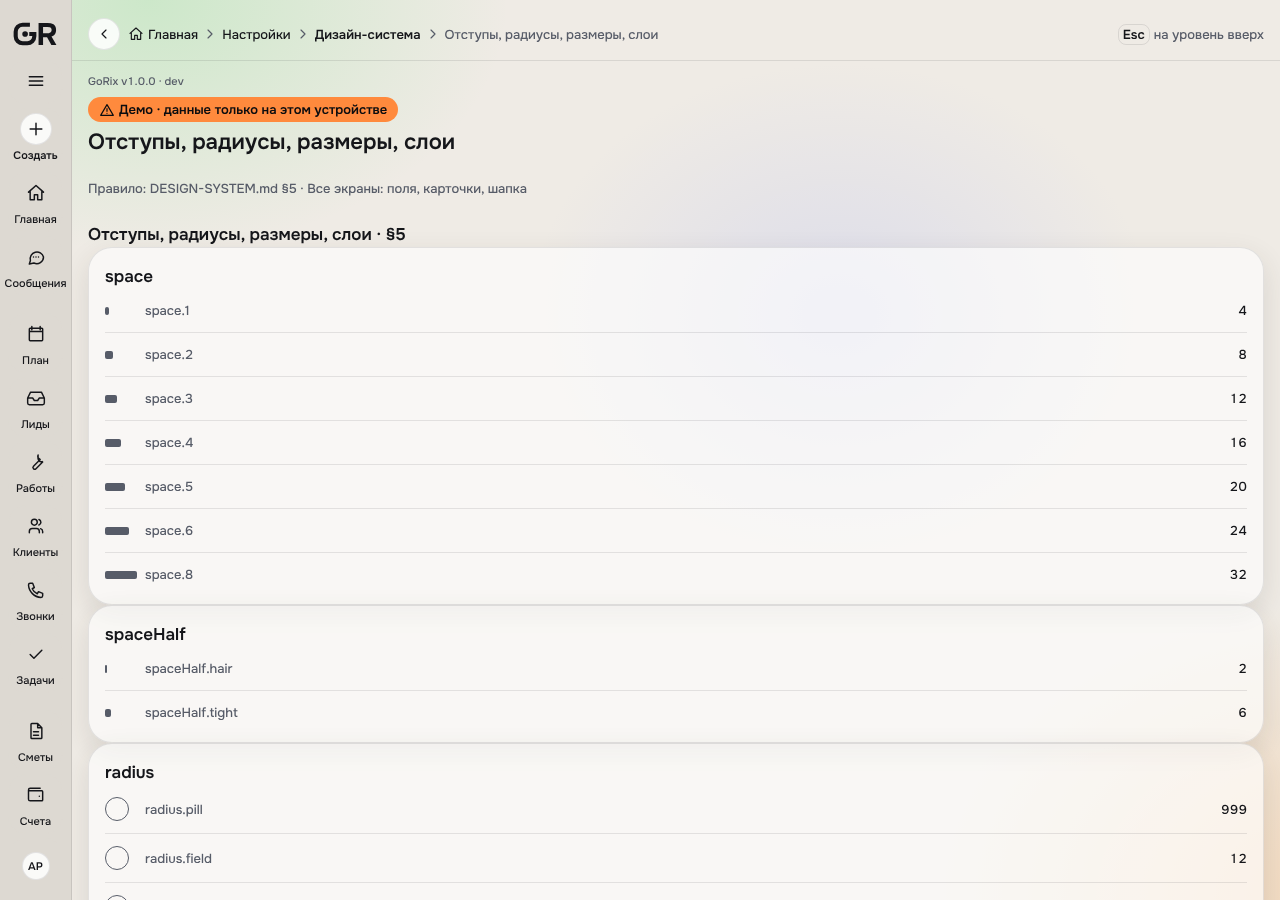 GR
Создать
Главная
Сообщения
План
Лиды
Работы
Клиенты
Звонки
Задачи
Сметы
Счета
AP
Главная > Настройки > Дизайн-система > Отступы, радиусы, размеры, слои
Esc на уровень вверх
GoRix v1.0.0 · dev
Демо · данные только на этом устройстве
Отступы, радиусы, размеры, слои
Правило: DESIGN-SYSTEM.md §5 · Все экраны: поля, карточки, шапка
Отступы, радиусы, размеры, слои · §5
space
space.1 4
space.2 8
space.3 12
space.4 16
space.5 20
space.6 24
space.8 32
spaceHalf
spaceHalf.hair 2
spaceHalf.tight 6
radius
radius.pill 999
radius.field 12